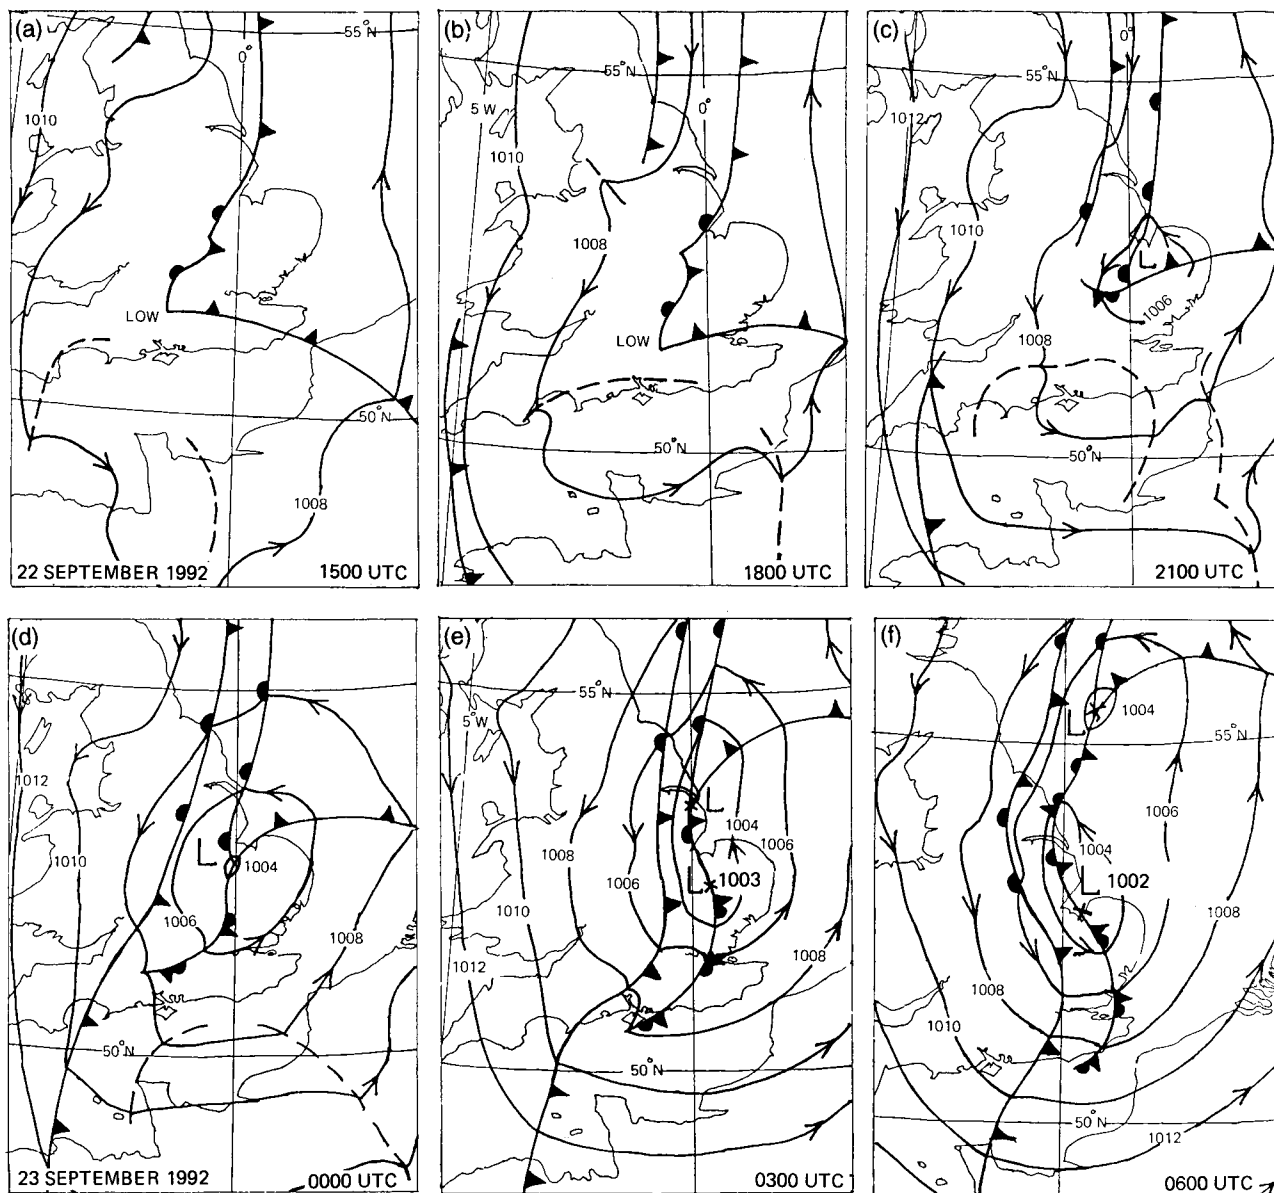 (a)
55°N
0°
1010
LOW
50°N
1008
22 SEPTEMBER 1992
1500 UTC
(b)
55°N
5 W
0°
1010
1008
LOW
50°N
1800 UTC
(c)
0°
55°N
1012
1010
L
1006
1008
50°N
2100 UTC
(d)
1012
L
1004
1010
1006
1008
50°N
23 SEPTEMBER 1992
0000 UTC
(e)
55°N
5°W
L
1004
1008
1006
1006
L 1003
1010
1012
1008
50°N
0300 UTC
(f)
1004
L
55°N
1006
1004
L 1002
1008
1008
1010
50°N
1012
0600 UTC